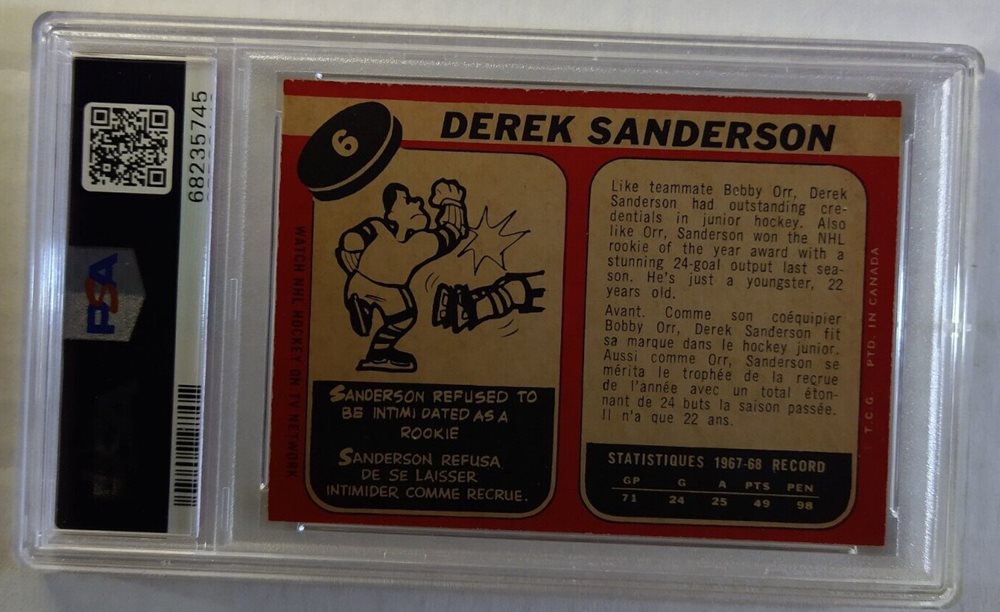 68235745
PSA
6
DEREK SANDERSON
WATCH NHL HOCKEY ON TV NETWORK
SANDERSON REFUSED TO
BE INTIMIDATED AS A
ROOKIE
SANDERSON REFUSA
DE SE LAISSER
INTIMIDER COMME RECRUE.
Like teammate Bobby Orr, Derek
Sanderson had outstanding cre-
dentials in junior hockey. Also
like Orr, Sanderson won the NHL
rookie of the year award with a
stunning 24-goal output last sea-
son. He's just a youngster, 22
years old.
Avant. Comme son coéquipier
Bobby Orr, Derek Sanderson fit
sa marque dans le hockey junior.
Aussi comme Orr, Sanderson se
mérita le trophée de la reçrue
de l'année avec un total éton-
nant de 24 buts la saison passée.
Il n'a que 22 ans.
STATISTIQUES 1967-68 RECORD
GP G A PTS PEN
71 24 25 49 98
T.C.G. PTD. IN CANADA